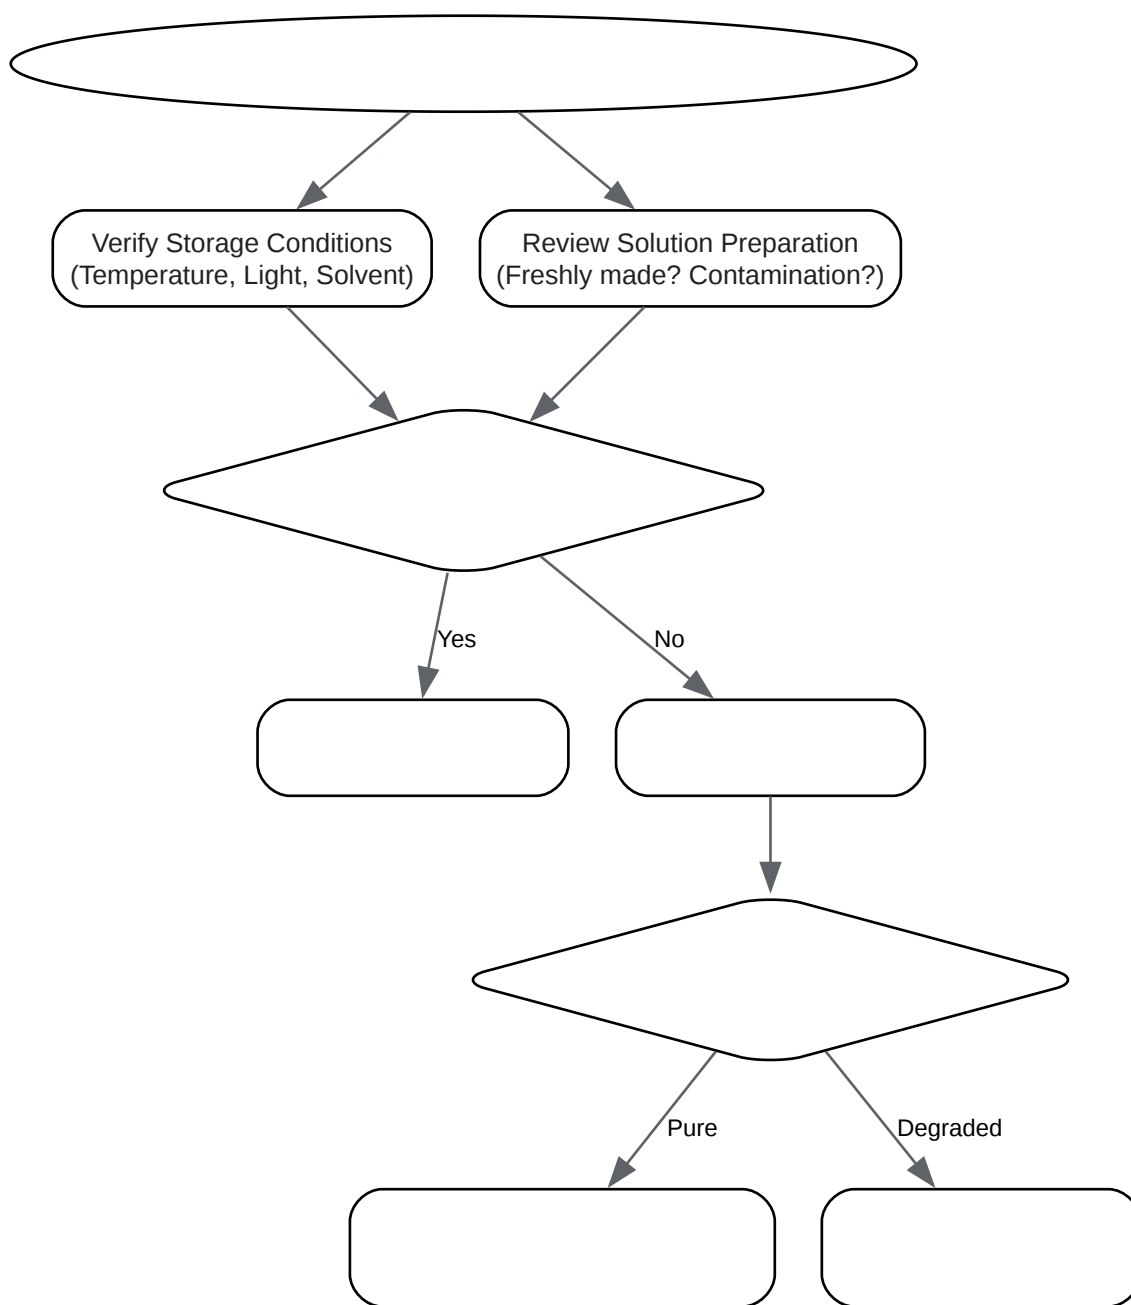 Verify Storage Conditions
(Temperature, Light, Solvent)
Review Solution Preparation
(Freshly made? Contamination?)
Yes
No
Pure
Degraded